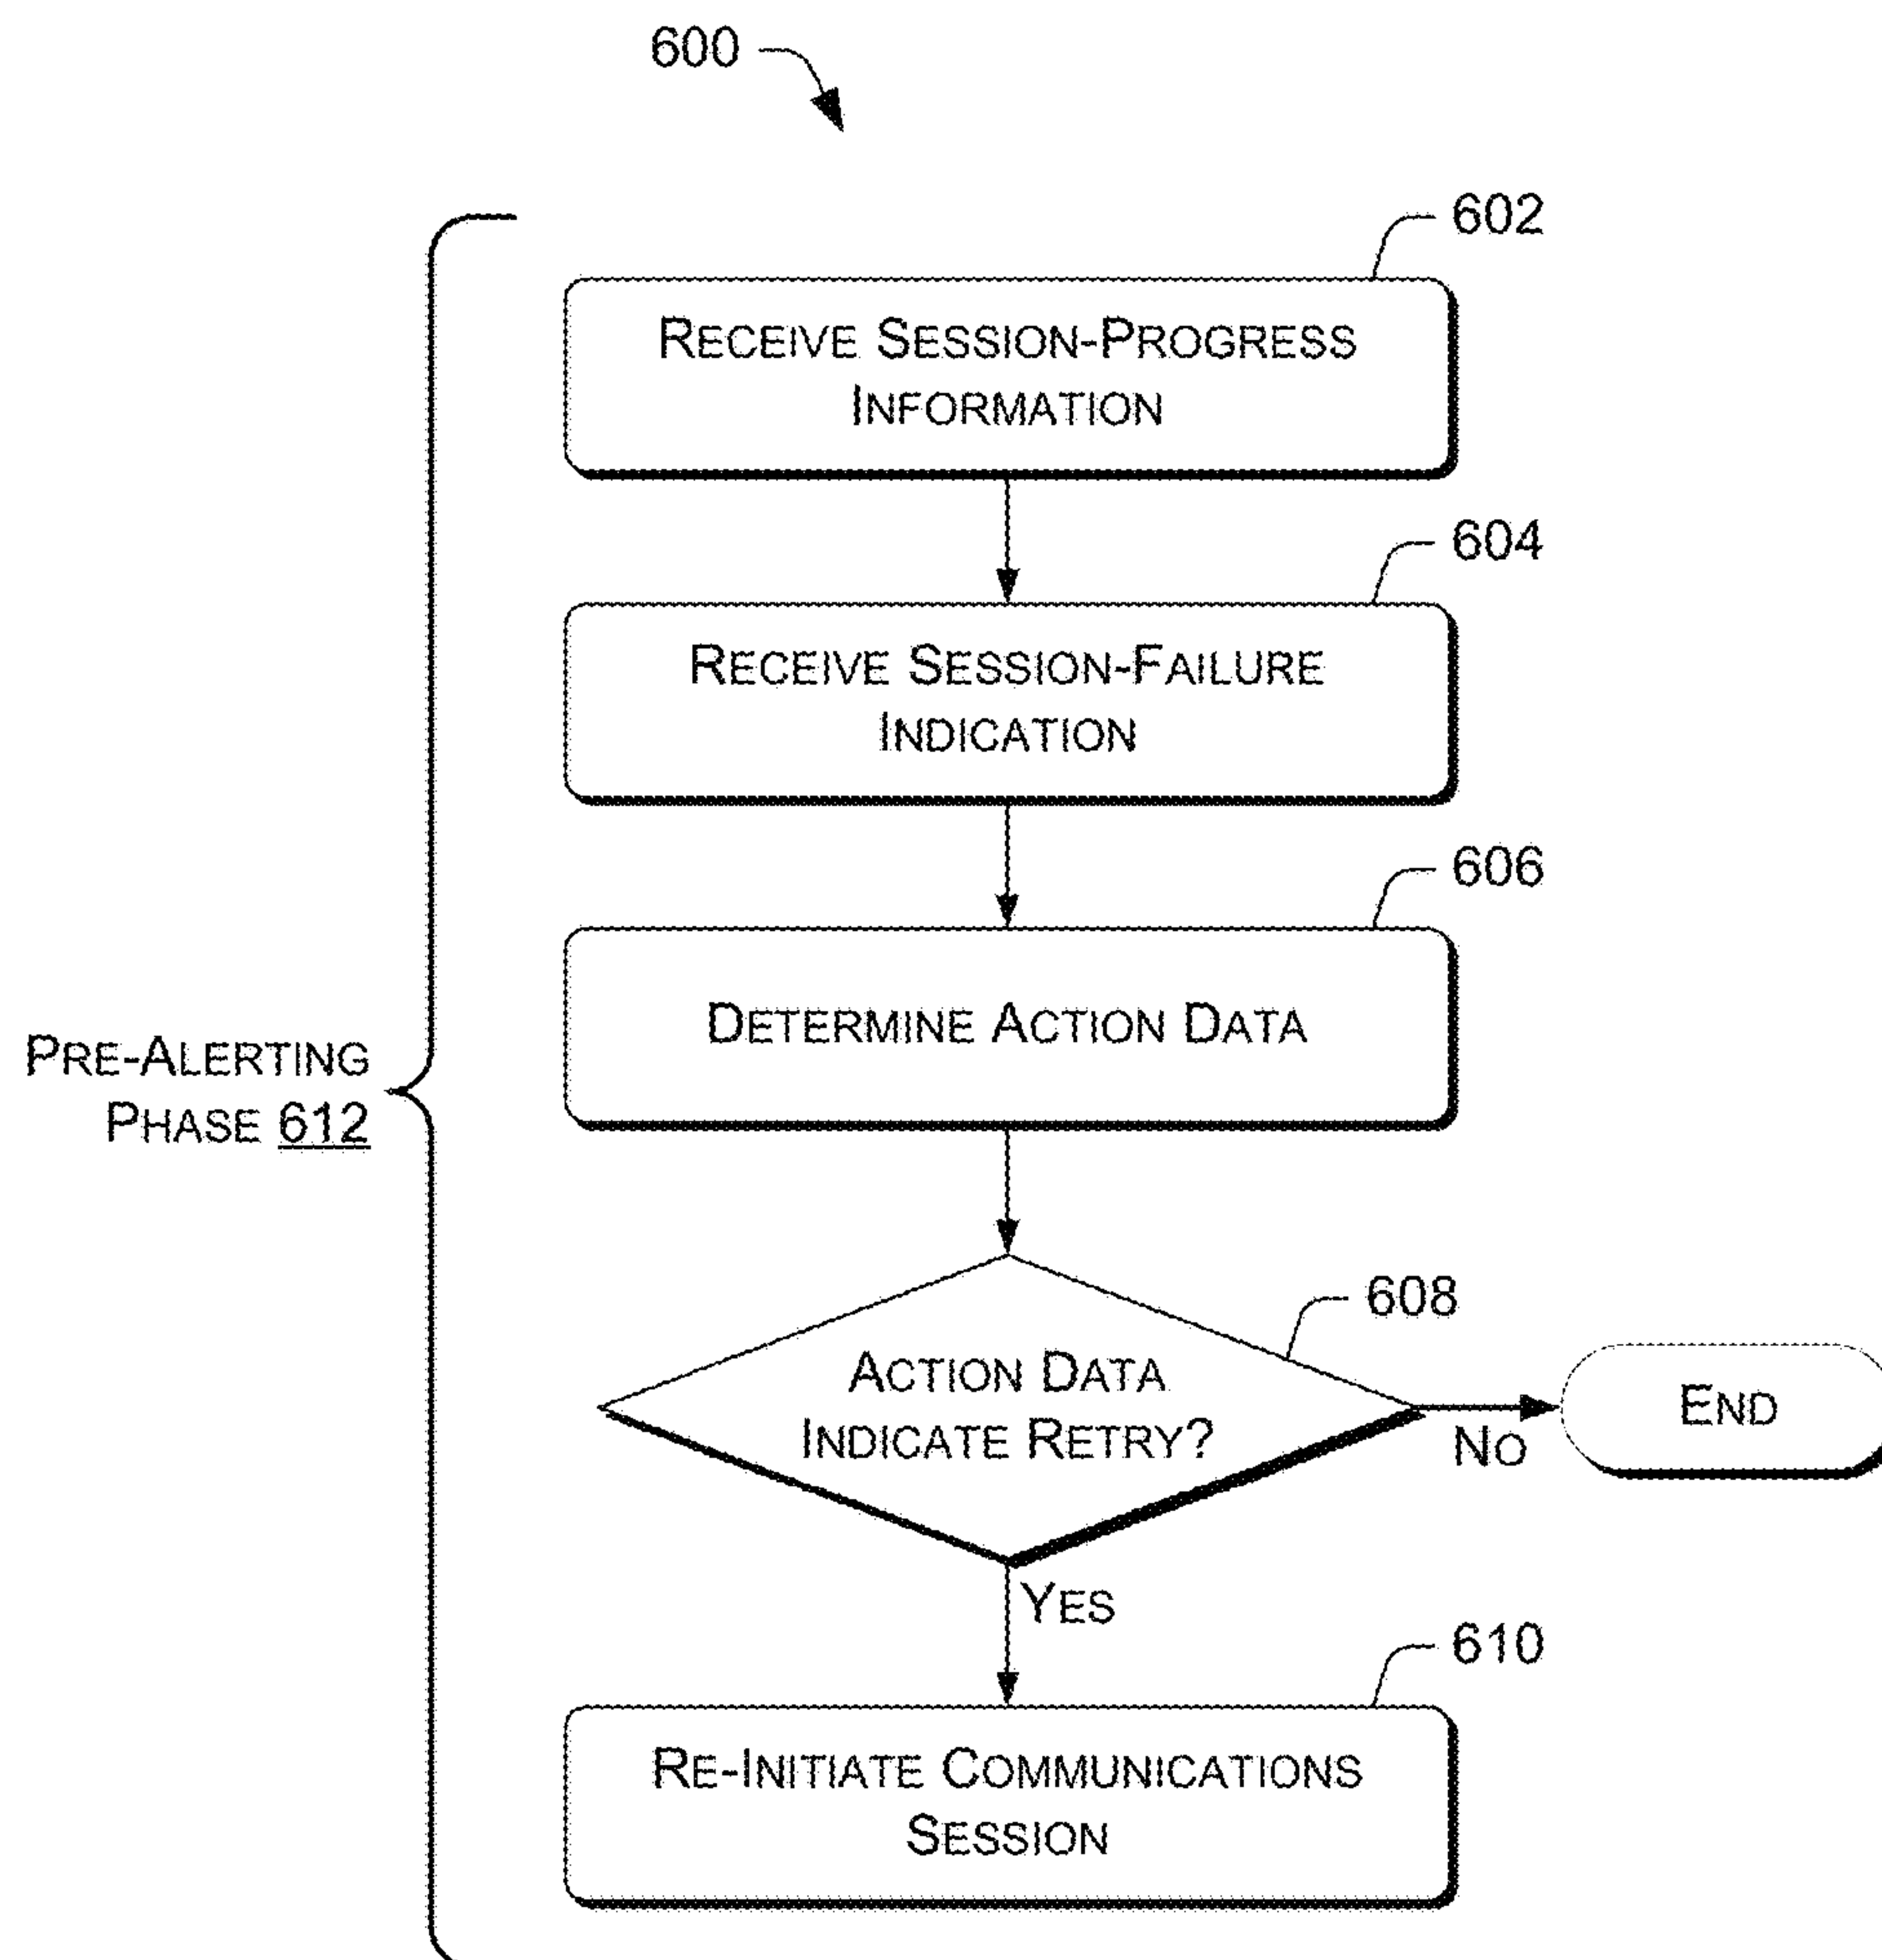 600
602
RECEIVE SESSION-PROGRESS
INFORMATION
604
RECEIVE SESSION-FAILURE
INDICATION
606
DETERMINE ACTION DATA
PRE-ALERTING
PHASE 612
608
ACTION DATA
INDICATE RETRY?
NO
END
YES
610
RE-INITIATE COMMUNICATIONS
SESSION